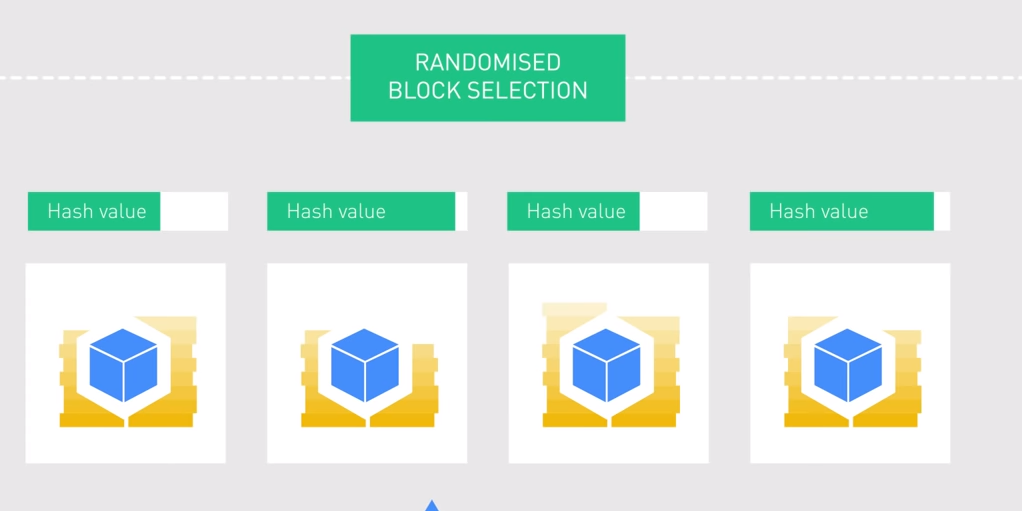 RANDOMISED
BLOCK SELECTION
Hash value
Hash value
Hash value
Hash value